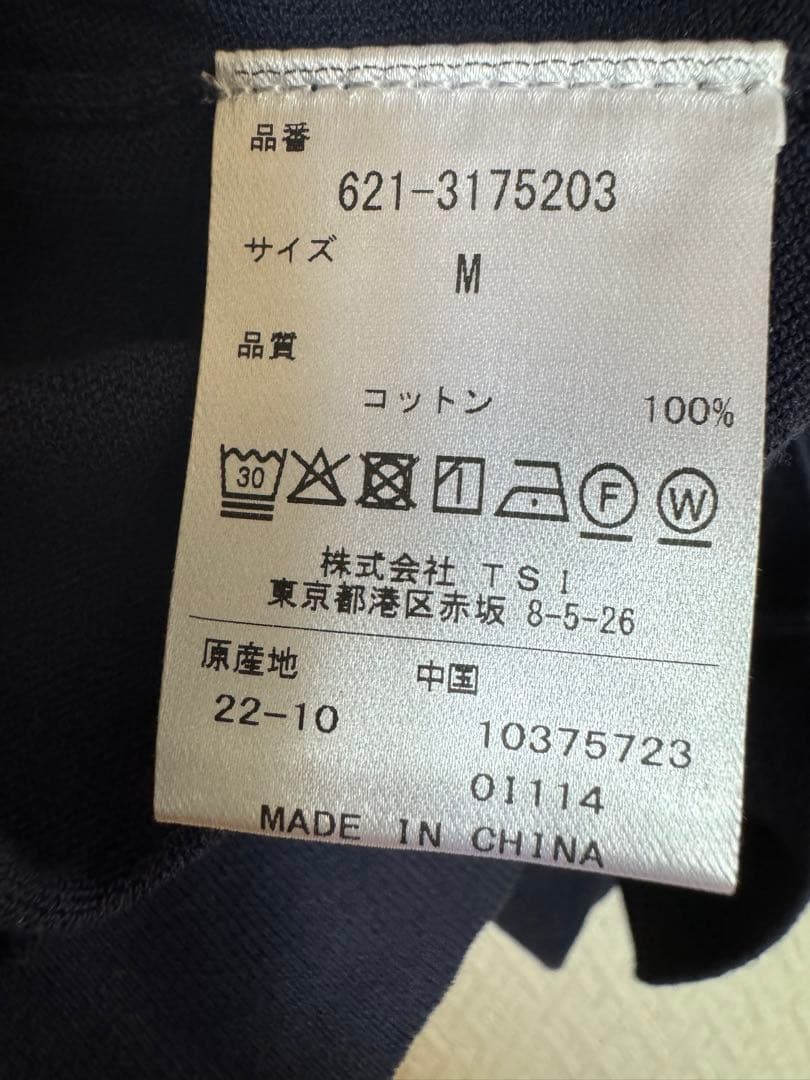 品番
621-3175203
サイズ
M
品質
コットン 100%
30
F W
株式会社 TSI
東京都港区赤坂 8-5-26
原産地 中国
22-10 10375723
OI114
MADE IN CHINA